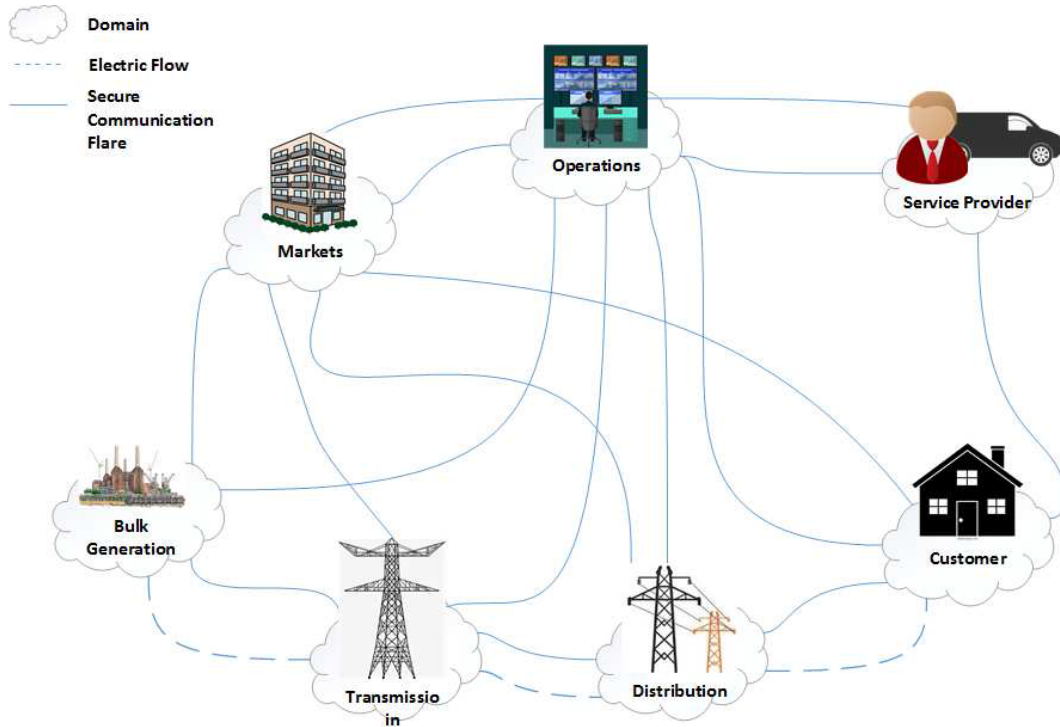 Domain
Electric Flow
Secure
Communication
Flare
Operations
Service Provider
Markets
Bulk
Generation
Customer
Transmissio
in
Distribution